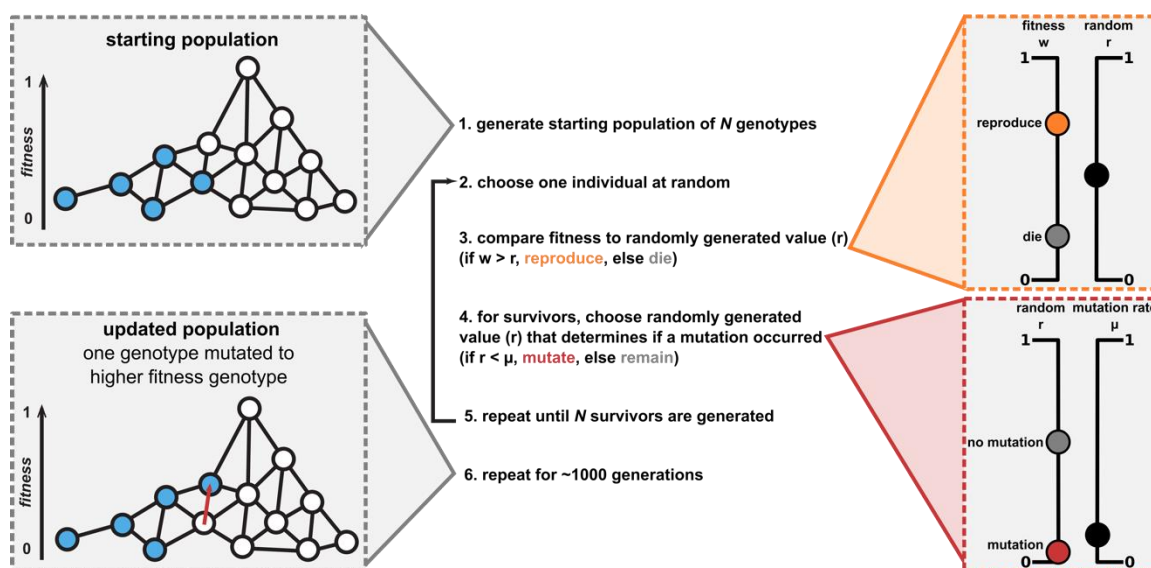 starting population
1
fitness
0
1. generate starting population of N genotypes
2. choose one individual at random
3. compare fitness to randomly generated value (r)
(if w > r, reproduce, else die)
4. for survivors, choose randomly generated
value (r) that determines if a mutation occurred
(if r < μ, mutate, else remain)
5. repeat until N survivors are generated
6. repeat for ~1000 generations
updated population
one genotype mutated to
higher fitness genotype
1
fitness
0
fitness random
w r
1 1
reproduce
die
0 0
random mutation rate
r μ
1 1
no mutation
mutation
0 0